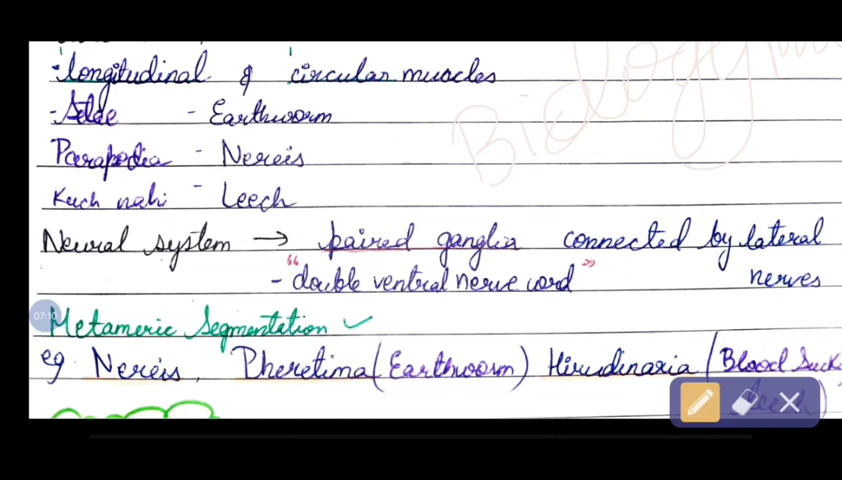 - longitudinal & circular muscles
- Setae - Earthworm
Parapodia - Nereis
Kuch nahi - Leech
Neural system → paired ganglia connected by lateral nerves
- "double ventral nerve cord"
07:10
Metameric Segmentation ✓
eg. Nereis, Pheretima (Earthworm) Hirudinaria (Blood Suck
Leech)